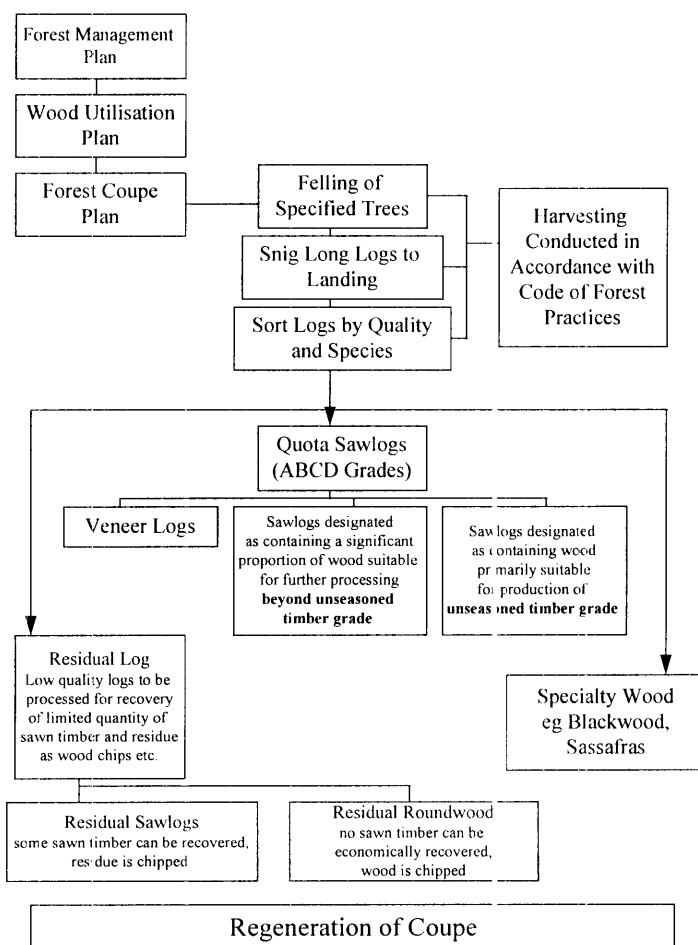 Forest Management
Plan
Wood Utilisation
Plan
Forest Coupe
Plan
Felling of
Specified Trees
Snig Long Logs to
Landing
Sort Logs by Quality
and Species
Harvesting
Conducted in
Accordance with
Code of Forest
Practices
Quota Sawlogs
(ABCD Grades)
Veneer Logs
Sawlogs designated
as containing a significant
proportion of wood suitable
for further processing
beyond unseasoned
timber grade
Sawlogs designated
as containing wood
primarily suitable
for production of
unseasoned timber grade
Residual Log
Low quality logs to be
processed for recovery
of limited quantity of
sawn timber and residue
as wood chips etc.
Specialty Wood
eg Blackwood,
Sassafras
Residual Sawlogs
some sawn timber can be recovered,
residue is chipped
Residual Roundwood
no sawn timber can be
economically recovered,
wood is chipped
Regeneration of Coupe